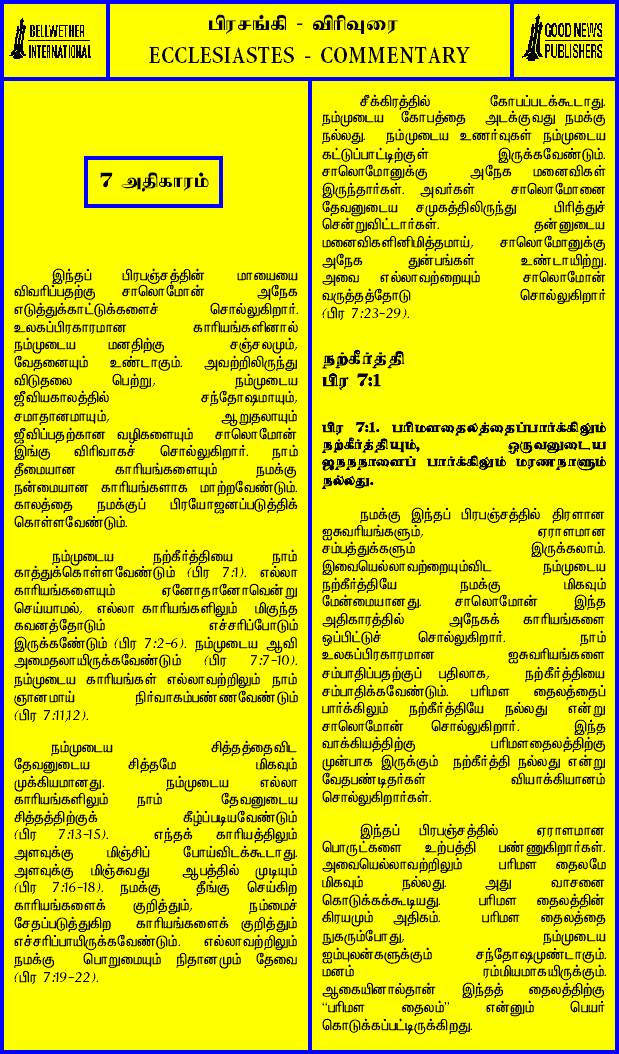 BELLWETHER
INTERNATIONAL
பிரசங்கி - விரிவுரை
ECCLESIASTES - COMMENTARY
GOOD NEWS
PUBLISHERS
7 அதிகாரம்
இந்தப் பிரபஞ்சத்தின் மாயையை
விவரிப்பதற்கு சாலொமோன் அநேக
எடுத்துக்காட்டுக்களைச் சொல்லுகிறார்.
உலகப்பிரகாரமான காரியங்களினால்
நம்முடைய மனதிற்கு சஞ்சலமும்,
வேதனையும் உண்டாகும். அவற்றிலிருந்து
விடுதலை பெற்று, நம்முடைய
ஜீவியகாலத்தில் சந்தோஷமாயும்,
சமாதானமாயும், ஆறுதலாயும்
ஜீவிப்பதற்கான வழிகளையும் சாலொமோன்
இங்கு விரிவாகச் சொல்லுகிறார். நாம்
தீமையான காரியங்களையும் நமக்கு
நன்மையான காரியங்களாக மாற்றவேண்டும்.
காலத்தை நமக்குப் பிரயோஜனப்படுத்திக்
கொள்ளவேண்டும்.
நம்முடைய நற்கீர்த்தியை நாம்
காத்துக்கொள்ளவேண்டும் (பிர 7:1). எல்லா
காரியங்களையும் ஏனோதானோவென்று
செய்யாமல், எல்லா காரியங்களிலும் மிகுந்த
கவனத்தோடும் எச்சரிப்போடும்
இருக்கணே்டும் (பிர 7:2-6). நம்முடைய ஆவி
அமைதலாயிருக்கவேண்டும் (பிர 7:7-10).
நம்முடைய காரியங்கள் எல்லாவற்றிலும் நாம்
ஞானமாய் நிர்வாகம்பண்ணவேண்டும்
(பிர 7:11,12).
நம்முடைய சித்தத்தைவிட
தேவனுடைய சித்தமே மிகவும்
முக்கியமானது. நம்முடைய எல்லா
காரியங்களிலும் நாம் தேவனுடைய
சித்தத்திற்குக் கீழ்ப்படியவேண்டும்
(பிர 7:13-15). எந்தக் காரியத்திலும்
அளவுக்கு மிஞ்சிப் போய்விடக்கூடாது.
அளவுக்கு மிஞ்சுவது ஆபத்தில் முடியும்
(பிர 7:16-18). நமக்கு தீங்கு செய்கிற
காரியங்களைக் குறித்தும், நம்மைச்
சேதப்படுத்துகிற காரியங்களைக் குறித்தும்
எச்சரிப்பாயிருக்கவேண்டும். எல்லாவற்றிலும்
நமக்கு பொறுமையும் நிதானமும் தேவை
(பிர 7:19-22).
சீக்கிரத்தில் கோபப்படக்கூடாது.
நம்முடைய கோபத்தை அடக்குவது நமக்கு
நல்லது. நம்முடைய உணர்வுகள் நம்முடைய
கட்டுப்பாட்டிற்குள் இருக்கவேண்டும்.
சாலொமோனுக்கு அநேக மனைவிகள்
இருந்தார்கள். அவர்கள் சாலொமோனை
தேவனுடைய சமுகத்திலிருந்து பிரித்துச்
சென்றுவிட்டார்கள். தன்னுடைய
மனைவிகளினிமித்தமாய், சாலொமோனுக்கு
அநேக துன்பங்கள் உண்டாயிற்று.
அவை எல்லாவற்றையும் சாலொமோன்
வருத்தத்தோடு சொல்லுகிறார்
(பிர 7:23-29).
நற்கீர்த்தி
பிர 7:1
பிர 7:1. பரிமளதைலத்தைப்பார்க்கிலும்
நற்கீர்த்தியும், ஒருவனுடைய
ஜநநநாளைப் பார்க்கிலும் மரணநாளும்
நல்லது.
நமக்கு இந்தப் பிரபஞ்சத்தில் திரளான
ஐசுவரியங்களும், ஏராளமான
சம்பத்துக்களும் இருக்கலாம்.
இவையெல்லாவற்றையும்விட நம்முடைய
நற்கீர்த்தியே நமக்கு மிகவும்
மேன்மையானது. சாலொமோன் இந்த
அதிகாரத்தில் அநேகக் காரியங்களை
ஒப்பிட்டுச் சொல்லுகிறார். நாம்
உலகப்பிரகாரமான ஐசுவரியங்களை
சம்பாதிப்பதற்குப் பதிலாக, நற்கீர்த்தியை
சம்பாதிக்கவேண்டும். பரிமள தைலத்தைப்
பார்க்கிலும் நற்கீர்த்தியே நல்லது என்று
சாலொமோன் சொல்லுகிறார். இந்த
வாக்கியத்திற்கு பரிமளதைலத்திற்கு
முன்பாக இருக்கும் நற்கீர்த்தி நல்லது என்று
வேதபண்டிதர்கள் வியாக்கியானம்
சொல்லுகிறார்கள்.
இந்தப் பிரபஞ்சத்தில் ஏராளமான
பொருட்களை உற்பத்தி பண்ணுகிறார்கள்.
அவையெல்லாவற்றிலும் பரிமள தைலமே
மிகவும் நல்லது. அது வாசனை
கொடுக்கக்கூடியது. பரிமள தைலத்தின்
கிரயமும் அதிகம். பரிமள தைலத்தை
நுகரும்போது, நம்முடைய
ஐம்புலன்களுக்கும் சந்தோஷமுண்டாகும்.
மனம் ரம்மியமாகயிருக்கும்.
ஆகையினால்தான் இந்தத் தைலத்திற்கு
“பரிமள தைலம்” என்னும் பெயர்
கொடுக்கப்பட்டிருக்கிறது.